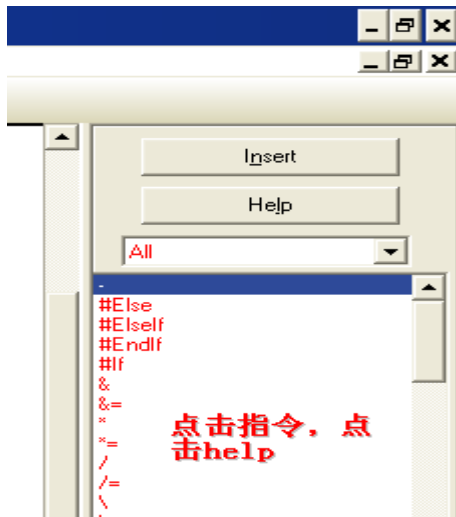 Insert
Help
All
-
#Else
#ElseIf
#EndIf
#If
&
&=
*
*=
/
/=
\
点击指令，点
击help